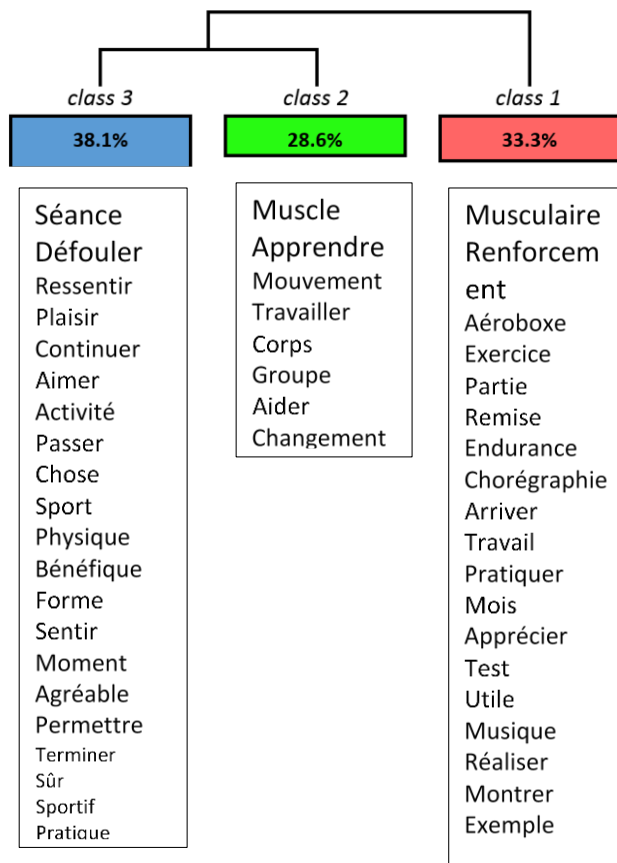 class 3
38.1%
Séance
Défouler
Ressentir
Plaisir
Continuer
Aimer
Activité
Passer
Chose
Sport
Physique
Bénéfique
Forme
Sentir
Moment
Agréable
Permettre
Terminer
Sûr
Sportif
Pratique
class 2
28.6%
Muscle
Apprendre
Mouvement
Travailler
Corps
Groupe
Aider
Changement
class 1
33.3%
Musculaire
Renforcem
ent
Aéroboxe
Exercice
Partie
Remise
Endurance
Chorégraphie
Arriver
Travail
Pratiquer
Mois
Apprécier
Test
Utile
Musique
Réaliser
Montrer
Exemple